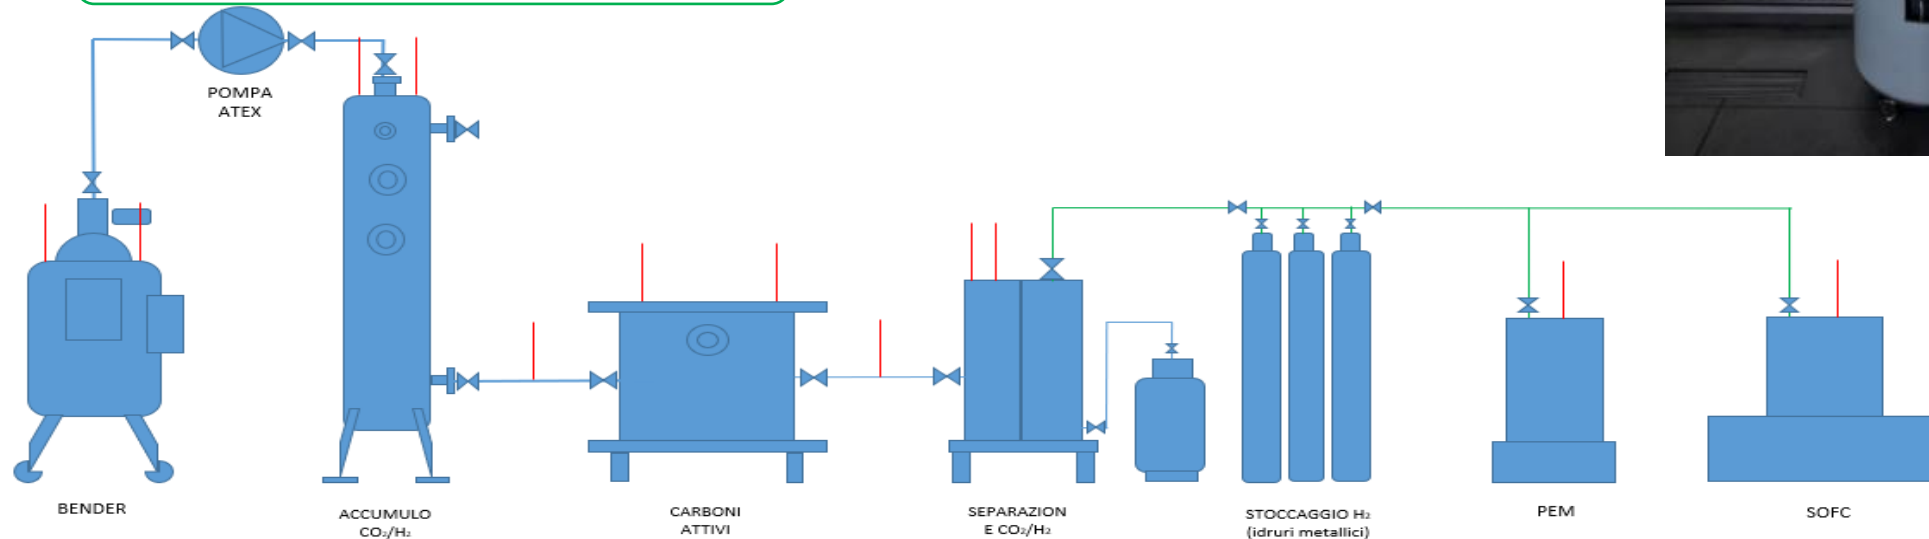 POMPA
ATEX
BENDER
ACCUMULO
CO₂/H₂
CARBONI
ATTIVI
SEPARAZION
E CO₂/H₂
STOCCAGGIO H₂
(idruri metallici)
PEM
SOFC